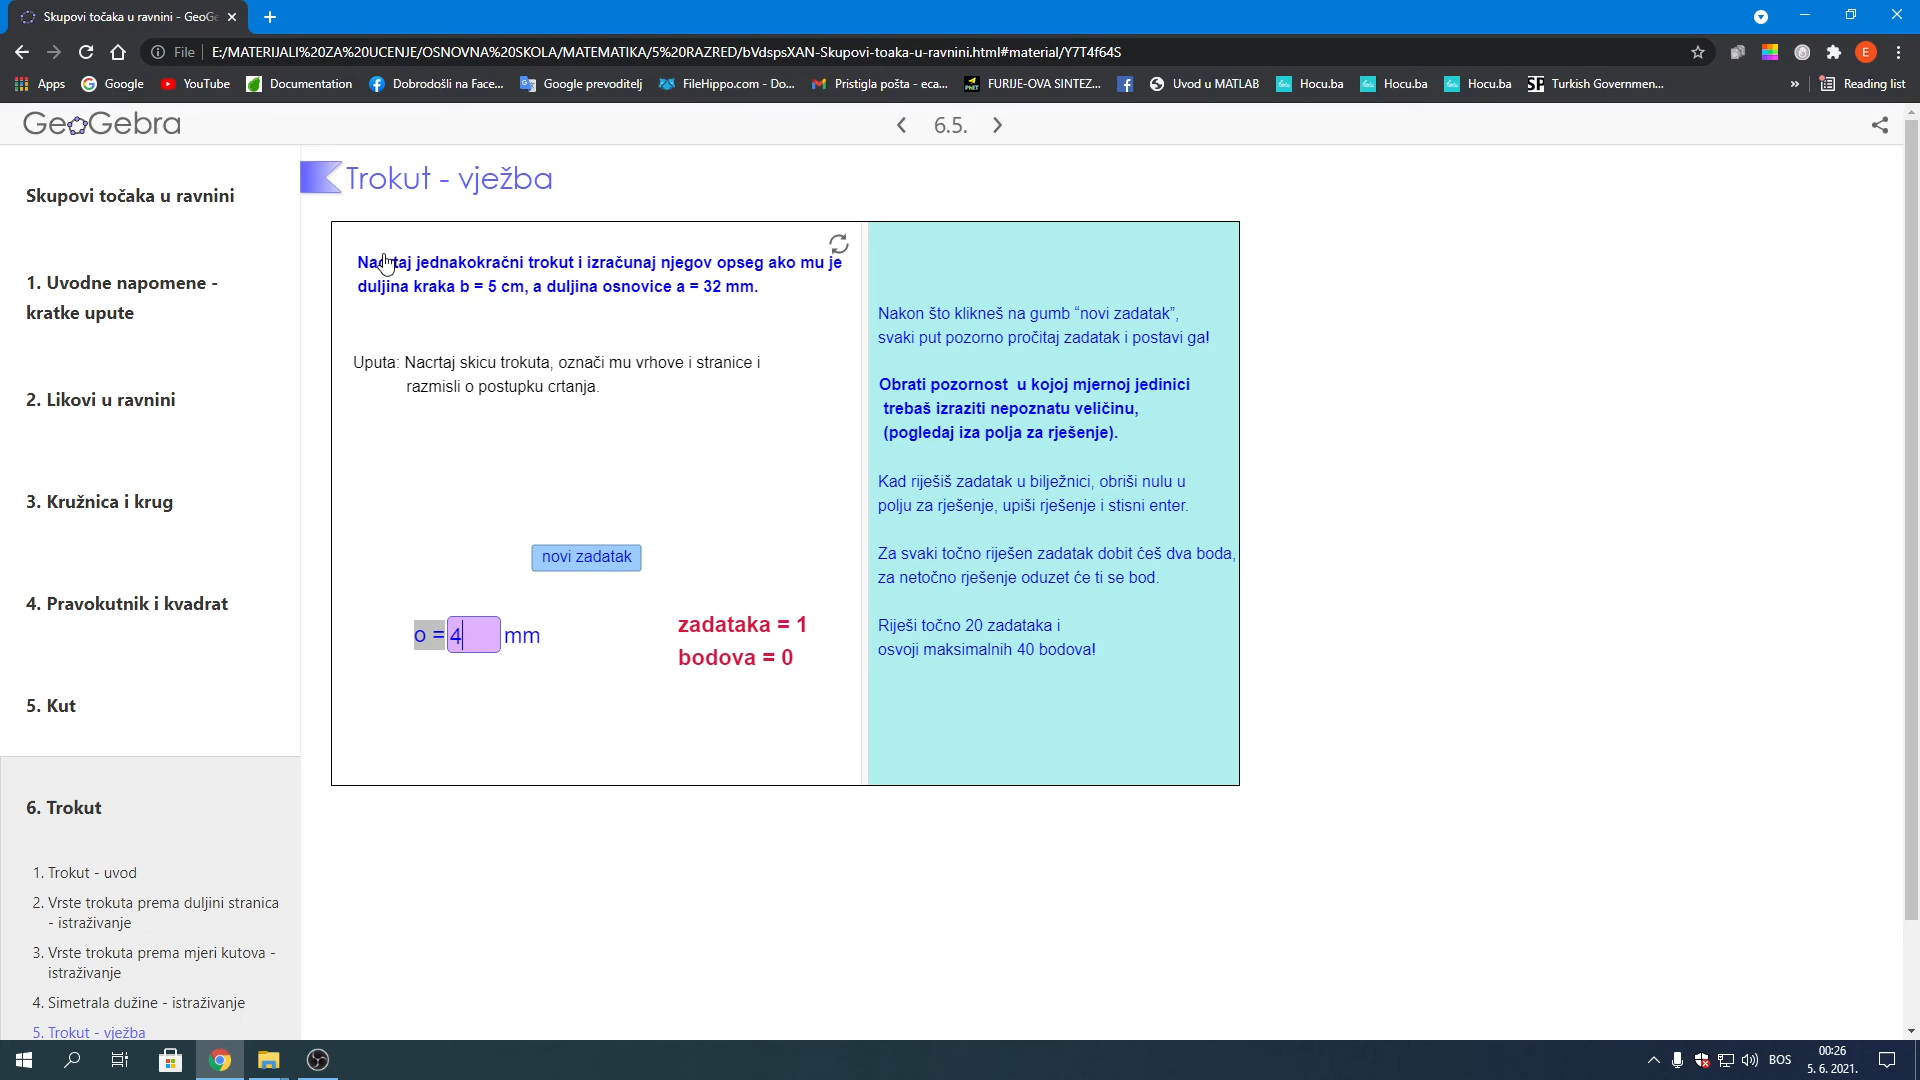 Skupovi točaka u ravnini - GeoGe
File
E:/MATERIJALI%20ZA%20UCENJE/OSNOVNA%20SKOLA/MATEMATIKA/5%20RAZRED/bVdspsXAN-Skupovi-toaka-u-ravnini.html#material/Y7T4f64S
E
Apps Google YouTube Documentation Dobrodošli na Face... Google prevoditelj FileHippo.com - Do... Pristigla pošta - eca... FURIJE-OVA SINTEZ... Uvod u MATLAB Hocu.ba Hocu.ba Hocu.ba Turkish Governmen... » Reading list
GeoGebra
6.5.
Skupovi točaka u ravnini
1. Uvodne napomene -
kratke upute
2. Likovi u ravnini
3. Kružnica i krug
4. Pravokutnik i kvadrat
5. Kut
6. Trokut
1. Trokut - uvod
2. Vrste trokuta prema duljini stranica
- istraživanje
3. Vrste trokuta prema mjeri kutova -
istraživanje
4. Simetrala dužine - istraživanje
5. Trokut - vježba
Trokut - vježba
Nacrtaj jednakokračni trokut i izračunaj njegov opseg ako mu je
duljina kraka b = 5 cm, a duljina osnovice a = 32 mm.
Uputa: Nacrtaj skicu trokuta, označi mu vrhove i stranice i
razmisli o postupku crtanja.
novi zadatak
o = 4 mm
zadataka = 1
bodova = 0
Nakon što klikneš na gumb “novi zadatak”,
svaki put pozorno pročitaj zadatak i postavi ga!
Obrati pozornost u kojoj mjernoj jedinici
trebaš izraziti nepoznatu veličinu,
(pogledaj iza polja za rješenje).
Kad riješiš zadatak u bilježnici, obriši nulu u
polju za rješenje, upiši rješenje i stisni enter.
Za svaki točno riješen zadatak dobit ćeš dva boda,
za netočno rješenje oduzet će ti se bod.
Riješi točno 20 zadataka i
osvoji maksimalnih 40 bodova!
BOS
00:26
5. 6. 2021.